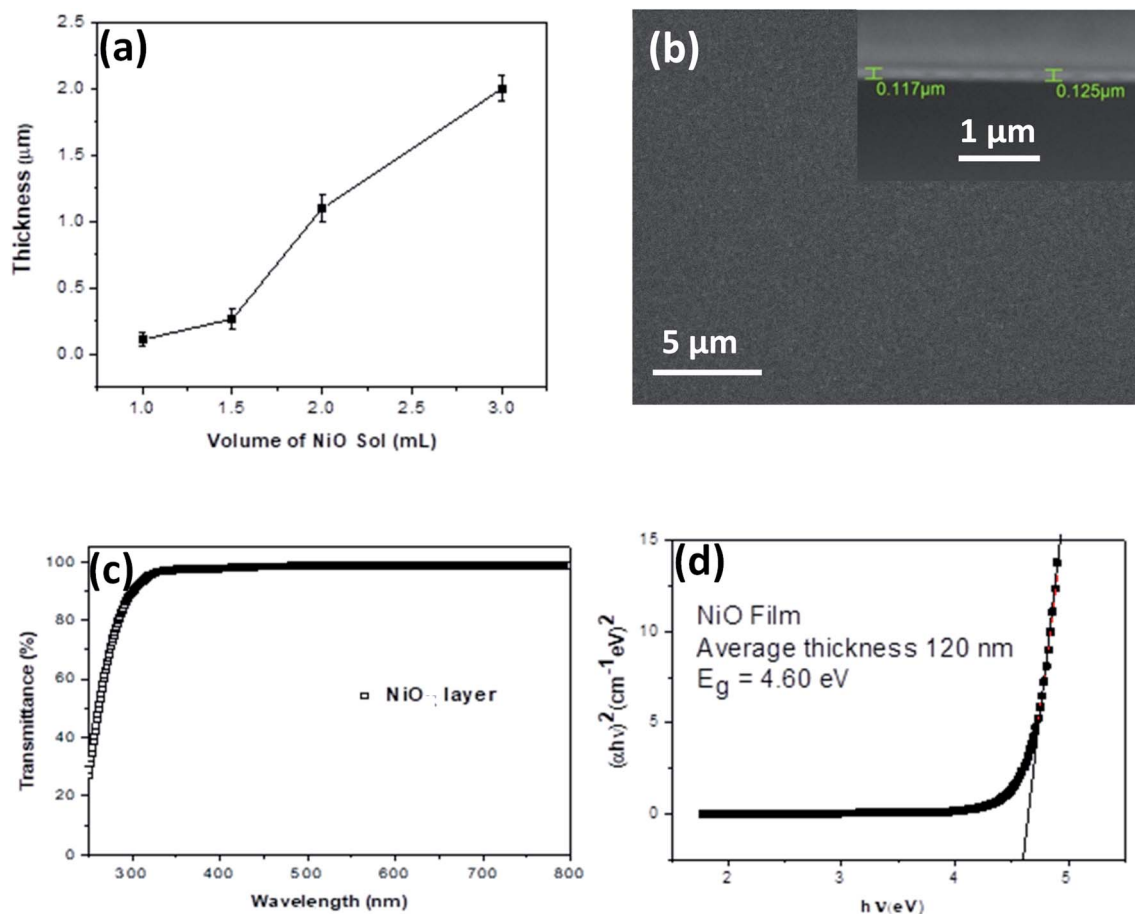 (a)
2.5
2.0
1.5
1.0
0.5
0.0
Thickness (μm)
1.0 1.5 2.0 2.5 3.0
Volume of NiO Sol (mL)
(b)
0.117μm
0.125μm
1 μm
5 μm
(c)
100
80
60
40
20
0
Transmittance (%)
NiO layer
300 400 500 600 700 800
Wavelength (nm)
(d)
15
10
5
0
(αhν)² (cm⁻¹eV)²
NiO Film
Average thickness 120 nm
E_g = 4.60 eV
2 3 4 5
h ν(eV)